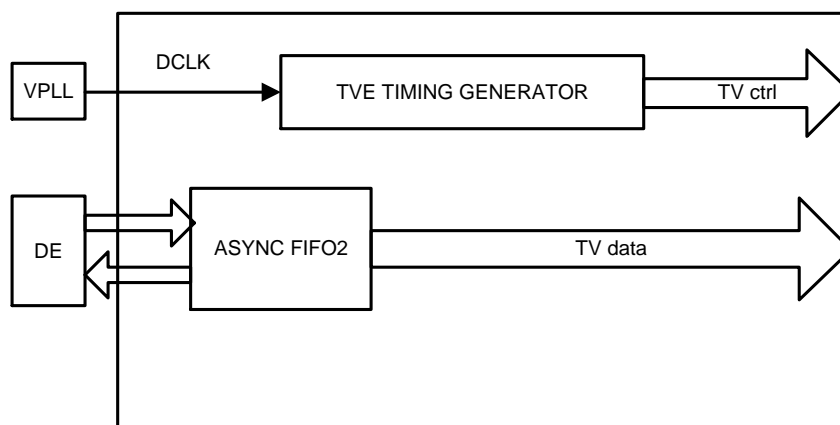 DCLK
VPLL
TVE TIMING GENERATOR
TV ctrl
DE
ASYNC FIFO2
TV data